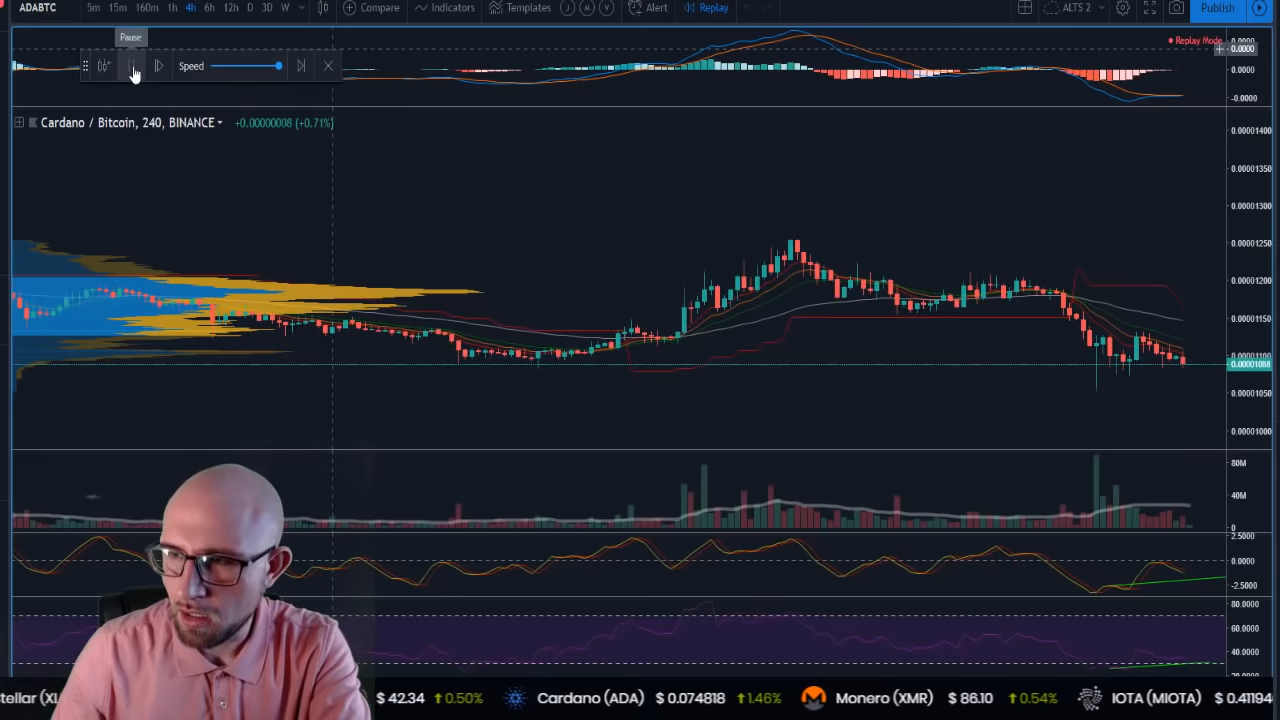 ADABTC 5m 15m 160m 1h 4h 6h 12h D 3D W Compare Indicators Templates J R Y Alert Replay ALTS 2 Publish
Pause
Speed
Replay Mode
0.0000
0.0000
-0.0000
Cardano / Bitcoin, 240, BINANCE +0.00000008 (+0.71%)
0.00001400
0.00001350
0.00001300
0.00001250
0.00001200
0.00001150
0.00001100
0.00001088
0.00001050
0.00001000
80M
40M
0
2.5000
0.0000
-2.5000
80.0000
60.0000
40.0000
tellar (XL $ 42.34 0.50% Cardano (ADA) $ 0.074818 1.46% Monero (XMR) $ 86.10 0.54% IOTA (MIOTA) $ 0.41194